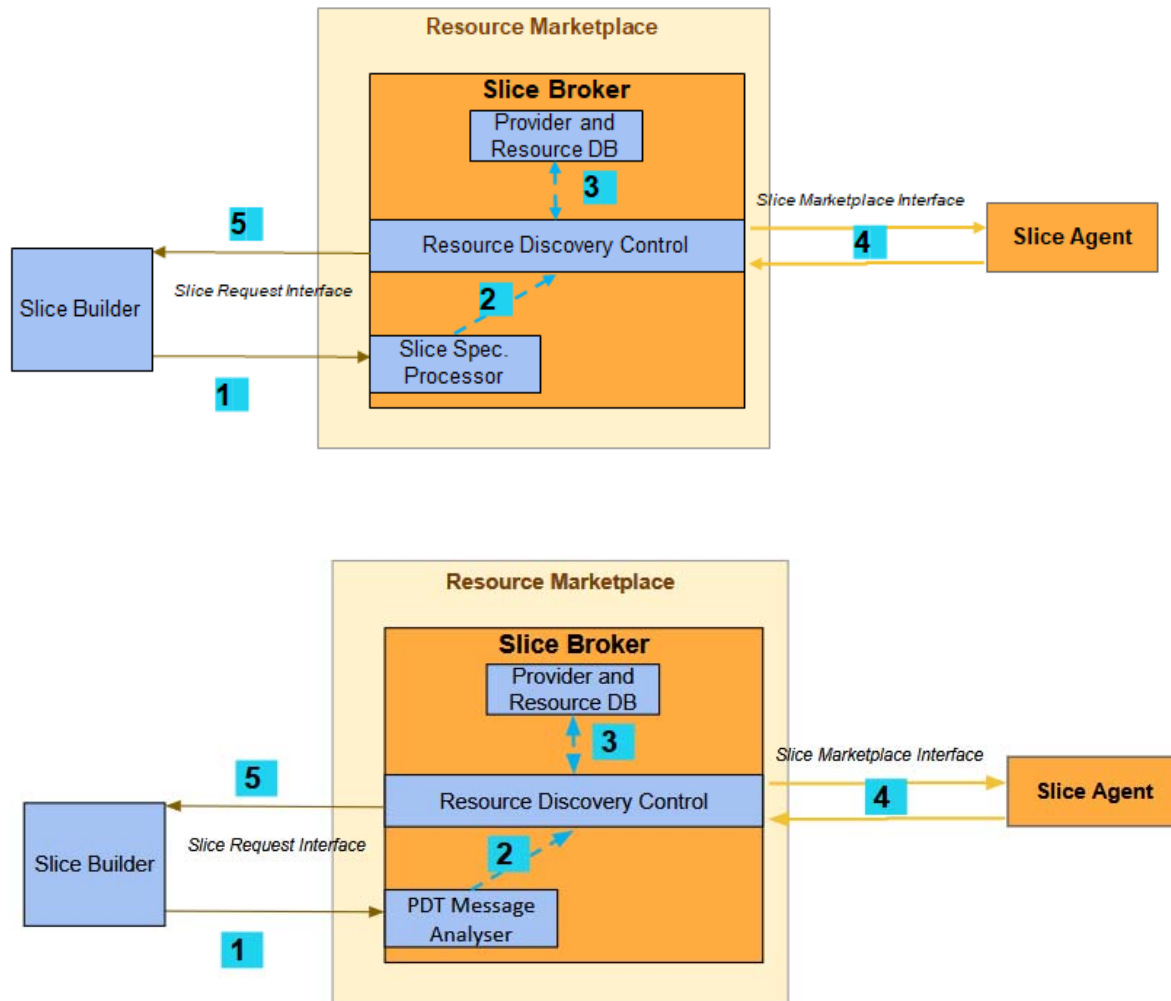 Resource Marketplace
Slice Broker
Provider and
Resource DB
3
Slice Marketplace Interface
5
Resource Discovery Control
4
Slice Agent
Slice Request Interface
2
Slice Builder
Slice Spec.
Processor
1
Resource Marketplace
Slice Broker
Provider and
Resource DB
3
Slice Marketplace Interface
5
Resource Discovery Control
4
Slice Agent
Slice Request Interface
2
Slice Builder
PDT Message
Analyser
1